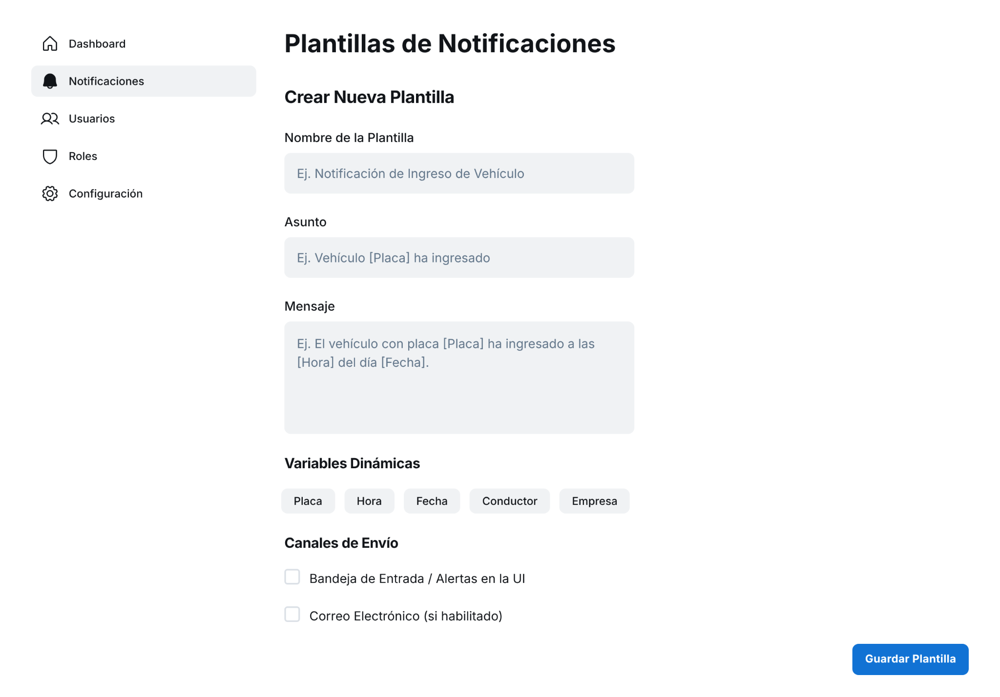 Dashboard
Notificaciones
Usuarios
Roles
Configuración
Plantillas de Notificaciones
Crear Nueva Plantilla
Nombre de la Plantilla
Ej. Notificación de Ingreso de Vehículo
Asunto
Ej. Vehículo [Placa] ha ingresado
Mensaje
Ej. El vehículo con placa [Placa] ha ingresado a las
[Hora] del día [Fecha].
Variables Dinámicas
Placa Hora Fecha Conductor Empresa
Canales de Envío
Bandeja de Entrada / Alertas en la UI
Correo Electrónico (si habilitado)
Guardar Plantilla